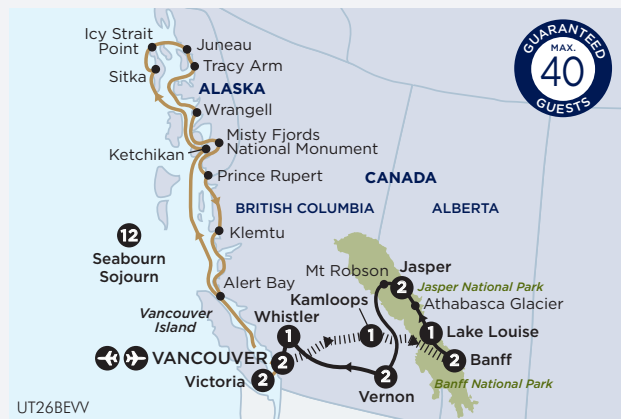 Icy Strait
Point
Juneau
Sitka
Tracy Arm
ALASKA
Wrangell
Misty Fjords
National Monument
Ketchikan
Prince Rupert
CANADA
BRITISH COLUMBIA
ALBERTA
12
Seabourn
Sojourn
Klemtu
Alert Bay
Vancouver
Island
Mt Robson
Jasper
2
Jasper National Park
Athabasca Glacier
Kamloops
1
Whistler
1
1
Lake Louise
VANCOUVER
2
Victoria
2
2
Vernon
2
Banff
Banff National Park
UT26BEVV
GUARANTEED
MAX.
40
GUESTS